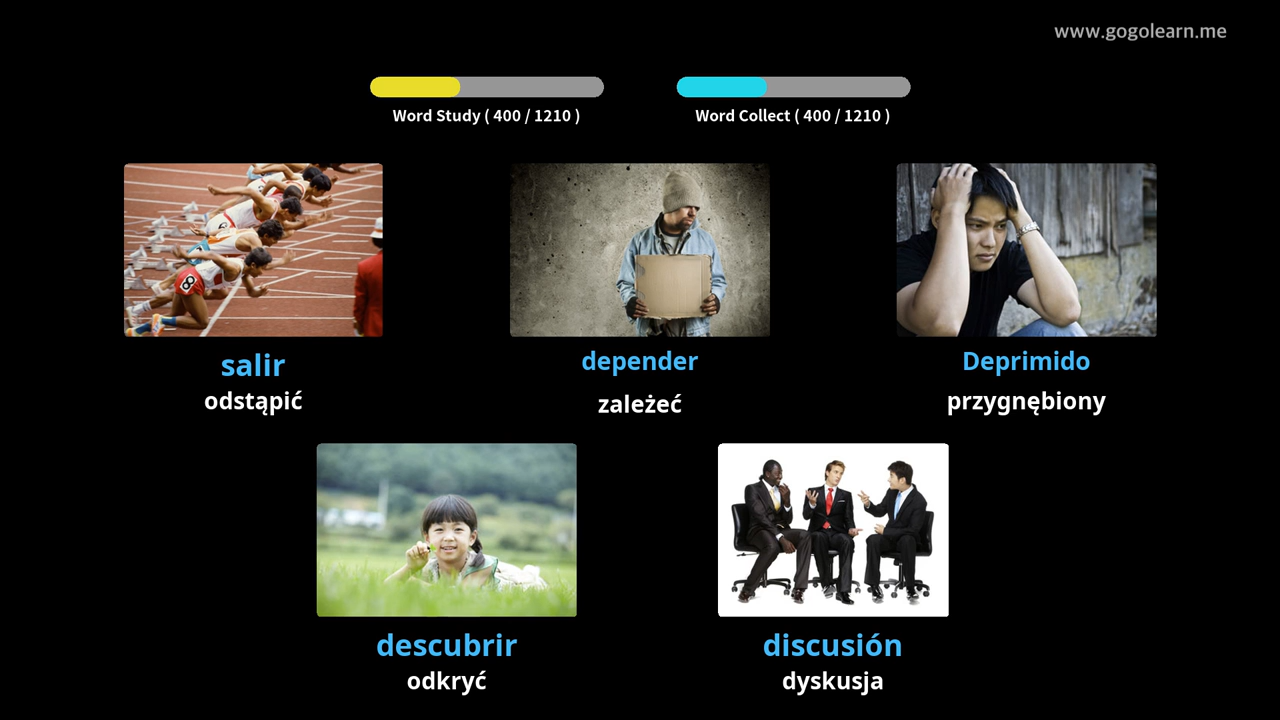 www.gogolearn.me
Word Study ( 400 / 1210 )
Word Collect ( 400 / 1210 )
8
salir
odstąpić
depender
zależeć
Deprimido
przygnębiony
descubrir
odkryć
discusión
dyskusja